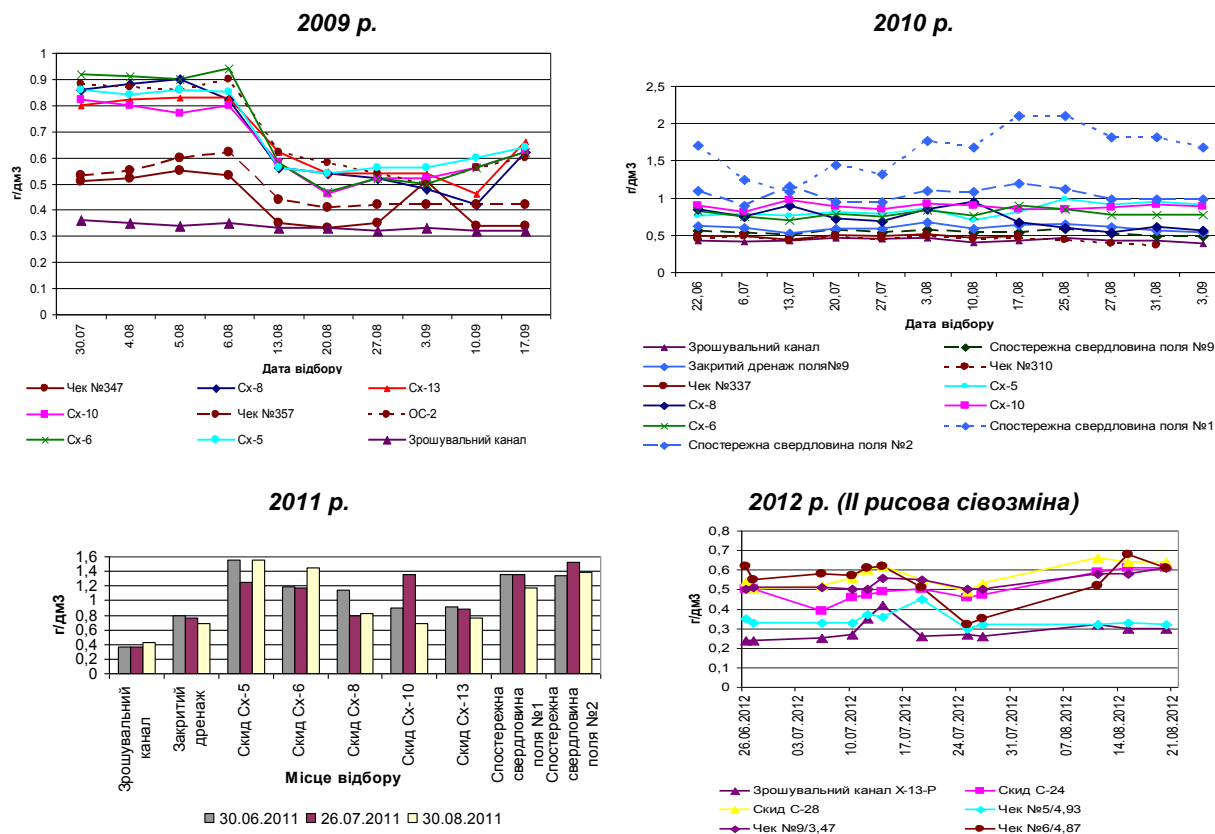 2009 р.
г/дм3
1
0.9
0.8
0.7
0.6
0.5
0.4
0.3
0.2
0.1
0
30.07
4.08
5.08
6.08
13.08
20.08
27.08
3.09
10.09
17.09
Дата відбору
Чек №347
Сх-8
Сх-13
Сх-10
Чек №357
ОС-2
Сх-6
Сх-5
Зрошувальний канал
2010 р.
г/дм3
2,5
2
1,5
1
0,5
0
22,06
6,07
13,07
20,07
27,07
3,08
10,08
17,08
25,08
27,08
31,08
3,09
Дата відбору
Зрошувальний канал
Спостережна свердловина поля №9
Закритий дренаж поля№9
Чек №310
Чек №337
Сх-5
Сх-8
Сх-10
Сх-6
Спостережна свердловина поля №1
Спостережна свердловина поля №2
2011 р.
г/дм3
1,6
1,4
1,2
1
0,8
0,6
0,4
0,2
0
Зрошувальний
канал
Закритий
дренаж
Скид Сх-5
Скид Сх-6
Скид Сх-8
Скид Сх-10
Скид Сх-13
Спостережна
свердловина
поля №1
Спостережна
свердловина
поля №2
Місце відбору
30.06.2011
26.07.2011
30.08.2011
2012 р. (ІІ рисова сівозміна)
г/дм3
0,8
0,7
0,6
0,5
0,4
0,3
0,2
0,1
0
26.06.2012
03.07.2012
10.07.2012
17.07.2012
24.07.2012
31.07.2012
07.08.2012
14.08.2012
21.08.2012
Зрошувальний канал Х-13-Р
Скид С-24
Скид С-28
Чек №5/4,93
Чек №9/3,47
Чек №6/4,87